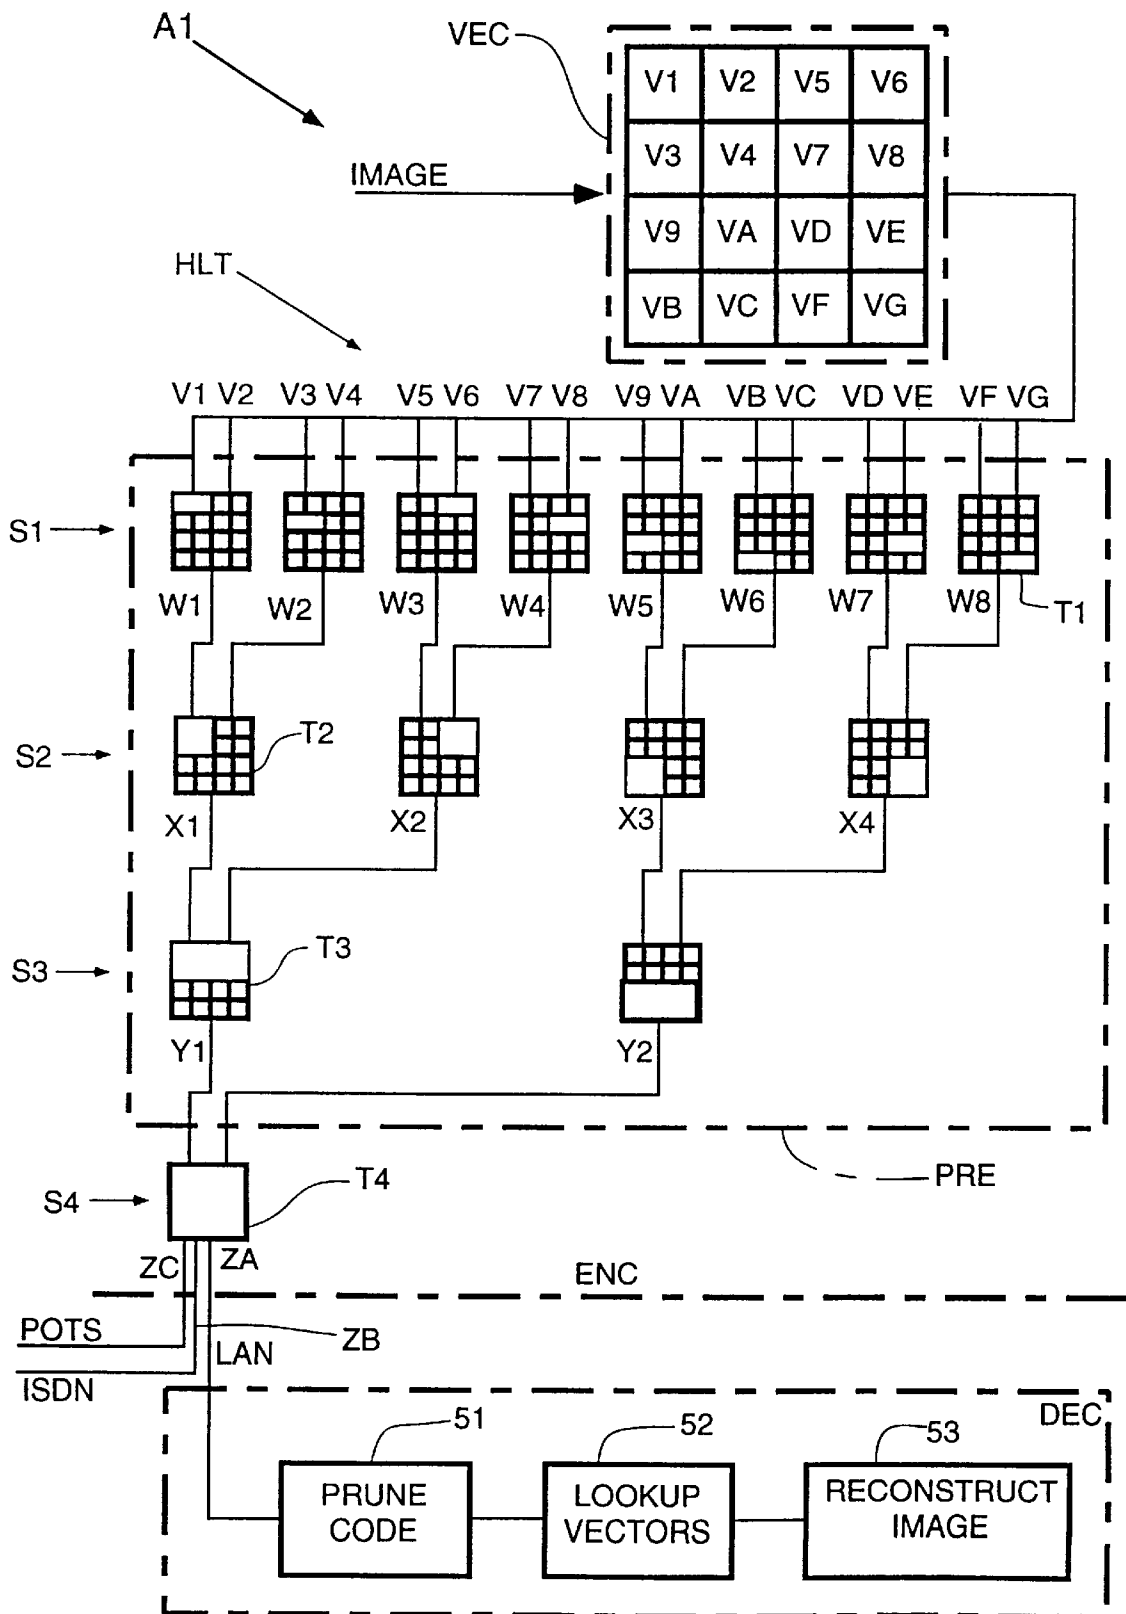 A1
VEC
V1 V2 V5 V6
V3 V4 V7 V8
IMAGE
V9 VA VD VE
HLT
VB VC VF VG
V1 V2 V3 V4 V5 V6 V7 V8 V9 VA VB VC VD VE VF VG
S1
W1 W2 W3 W4 W5 W6 W7 W8 T1
S2
T2
X1 X2 X3 X4
S3
T3
Y1 Y2
PRE
S4
T4
ZC ZA
ENC
POTS
ZB
LAN
ISDN
DEC
51 52 53
PRUNE
CODE
LOOKUP
VECTORS
RECONSTRUCT
IMAGE